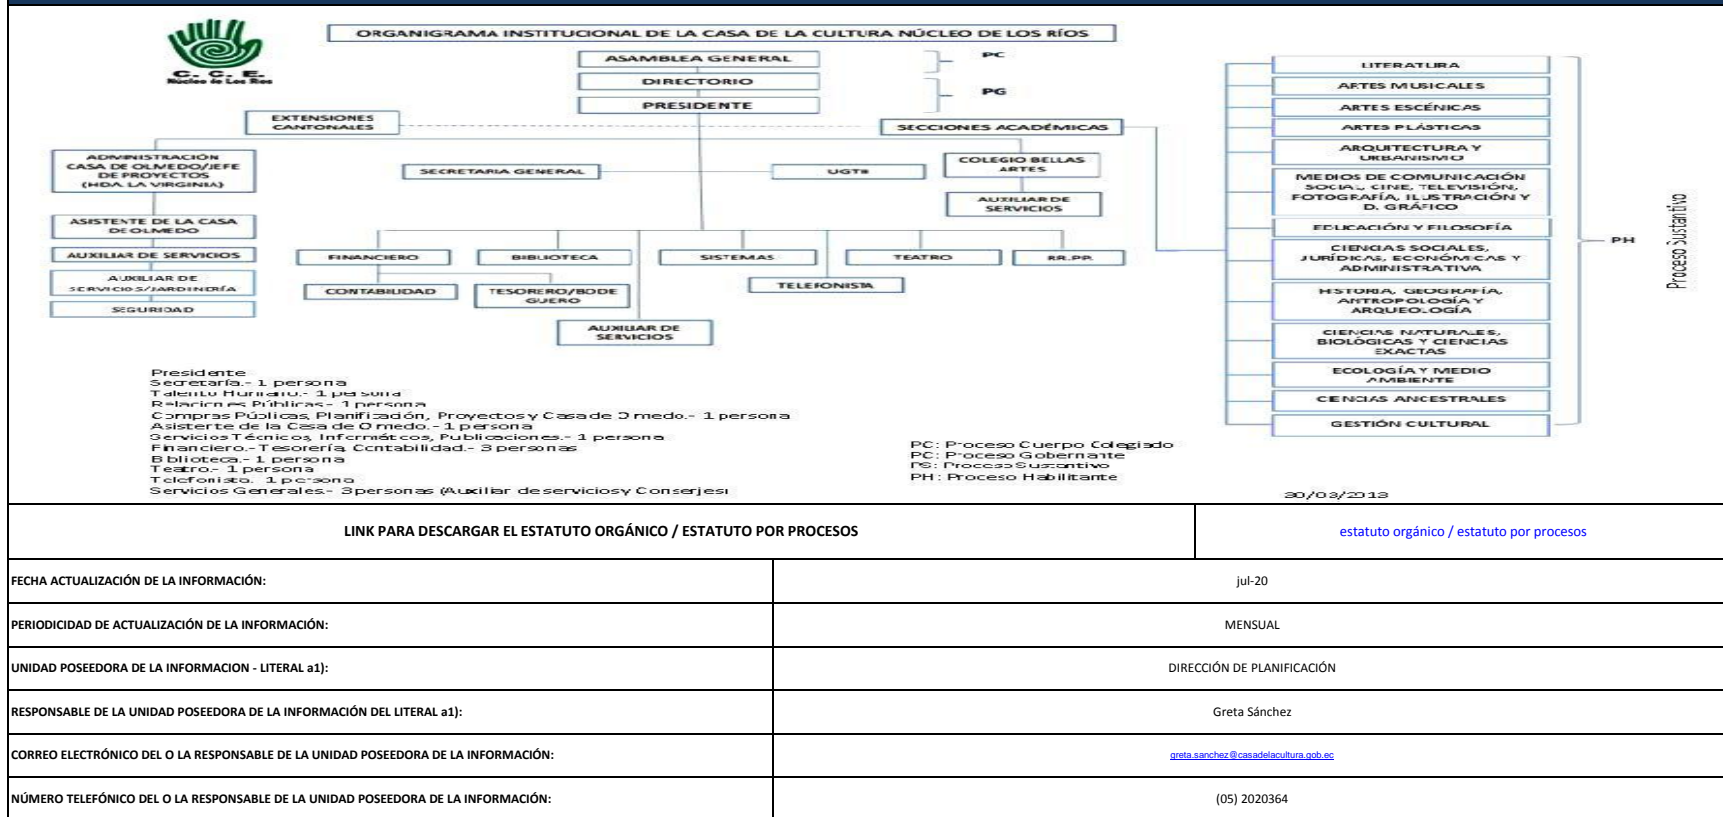 ORGANIGRAMA INSTITUCIONAL DE LA CASA DE LA CULTURA NÚCLEO DE LOS RÍOS
C. C. E.
Núcleo de Los Ríos
ASAMBLEA GENERAL
PC
DIRECTORIO
PG
PRESIDENTE
EXTENSIONES
CANTONALES
SECCIONES ACADÉMICAS
ADMINISTRACIÓN
CASA DE OLMEDO/JEFE
DE PROYECTOS
(HDA. LA VIRGINIA)
SECRETARIA GENERAL
UGTH
COLEGIO BELLAS
ARTES
AUXILIAR DE
SERVICIOS
ASISTENTE DE LA CASA
DE OLMEDO
AUXILIAR DE SERVICIOS
AUXILIAR DE
SERVICIOS/JARDINERÍA
SEGURIDAD
FINANCIERO
BIBLIOTECA
SISTEMAS
TEATRO
RR.PP.
CONTABILIDAD
TESORERO/BODE
GUERO
TELEFONISTA
AUXILIAR DE
SERVICIOS
LITERATURA
ARTES MUSICALES
ARTES ESCÉNICAS
ARTES PLÁSTICAS
ARQUITECTURA Y
URBANISMO
MEDIOS DE COMUNICACIÓN
SOCIAL, CINE, TELEVISIÓN,
FOTOGRAFÍA, ILUSTRACIÓN Y
D. GRÁFICO
EDUCACIÓN Y FILOSOFÍA
CIENCIAS SOCIALES,
JURÍDICAS, ECONÓMICAS Y
ADMINISTRATIVA
HISTORIA, GEOGRAFÍA,
ANTROPOLOGÍA Y
ARQUEOLOGÍA
CIENCIAS NATURALES,
BIOLÓGICAS Y CIENCIAS
EXACTAS
ECOLOGÍA Y MEDIO
AMBIENTE
CIENCIAS ANCESTRALES
GESTIÓN CULTURAL
PH
Proceso Sustantivo
Presidente
Secretaría.- 1 persona
Talento Humano.- 1 persona
Relaciones Públicas.- 1 persona
Compras Públicas, Planifización, Proyectos y Casa de Olmedo.- 1 persona
Asistente de la Casa de Olmedo.- 1 persona
Servicios Técnicos, Informáticos, Publicaciones.- 1 persona
Financiero.- Tesorería, Contabilidad.- 3 personas
Biblioteca.- 1 persona
Teatro.- 1 persona
Telefonista. 1 persona
Servicios Generales.- 3personas (Auxiliar de servicios y Conserjes)
PC: Proceso Cuerpo Colegiado
PC: Proceso Gobernante
PS: Proceso Sustantivo
PH: Proceso Habilitante
LINK PARA DESCARGAR EL ESTATUTO ORGÁNICO / ESTATUTO POR PROCESOS
estatuto orgánico / estatuto por procesos
FECHA ACTUALIZACIÓN DE LA INFORMACIÓN:
jul-20
PERIODICIDAD DE ACTUALIZACIÓN DE LA INFORMACIÓN:
MENSUAL
UNIDAD POSEEDORA DE LA INFORMACION - LITERAL a1):
DIRECCIÓN DE PLANIFICACIÓN
RESPONSABLE DE LA UNIDAD POSEEDORA DE LA INFORMACIÓN DEL LITERAL a1):
Greta Sánchez
CORREO ELECTRÓNICO DEL O LA RESPONSABLE DE LA UNIDAD POSEEDORA DE LA INFORMACIÓN:
greta.sanchez@casadelacultura.gob.ec
NÚMERO TELEFÓNICO DEL O LA RESPONSABLE DE LA UNIDAD POSEEDORA DE LA INFORMACIÓN:
(05) 2020364